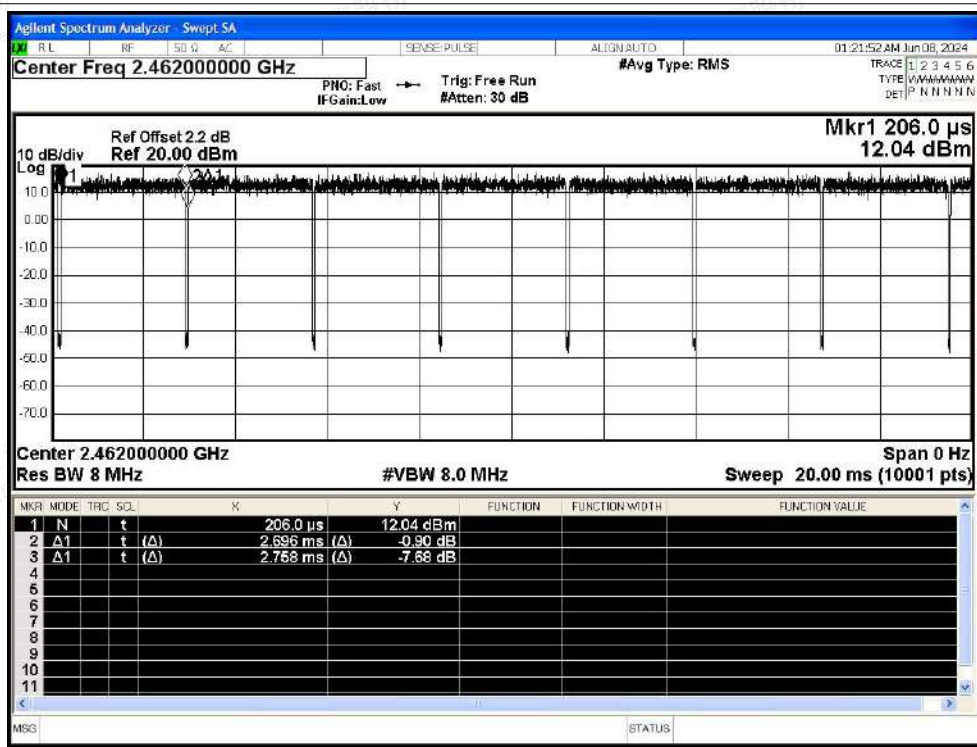 Agilent Spectrum Analyzer - Swept SA
LXI RL RF 50 Ω AC SENSE:PULSE ALIGN AUTO 01:21:52 AM Jun 08, 2024
Center Freq 2.462000000 GHz #Avg Type: RMS TRACE 1 2 3 4 5 6
PNO: Fast Trig: Free Run TYPE
IFGain:Low #Atten: 30 dB DET P N N N N N
Mkr1 206.0 µs
Ref Offset 2.2 dB
10 dB/div Ref 20.00 dBm 12.04 dBm
Log
1 2Δ1
10.0
0.00
-10.0
-20.0
-30.0
-40.0
-50.0
-60.0
-70.0
Center 2.462000000 GHz Span 0 Hz
Res BW 8 MHz #VBW 8.0 MHz Sweep 20.00 ms (10001 pts)
MKR MODE TRC SCL X Y FUNCTION FUNCTION WIDTH FUNCTION VALUE
1 N t 206.0 µs 12.04 dBm
2 Δ1 t (Δ) 2.696 ms (Δ) -0.90 dB
3 Δ1 t (Δ) 2.758 ms (Δ) -7.68 dB
4
5
6
7
8
9
10
11
MSG STATUS